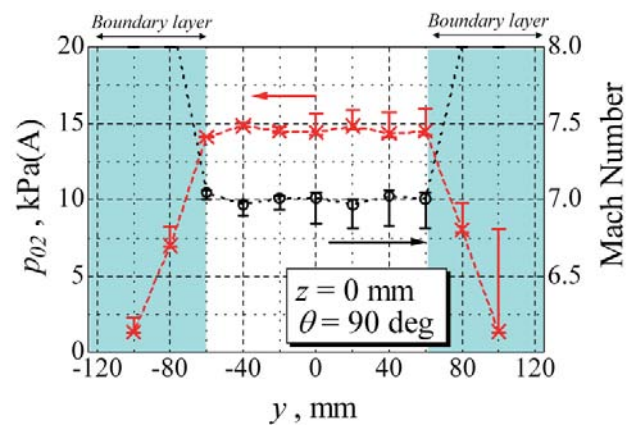 Boundary layer Boundary layer
20 8.0
15 7.5
10 7.0
5 6.5
0
p02 , kPa(A)
Mach Number
z = 0 mm
θ = 90 deg
-120 -80 -40 0 40 80 120
y , mm